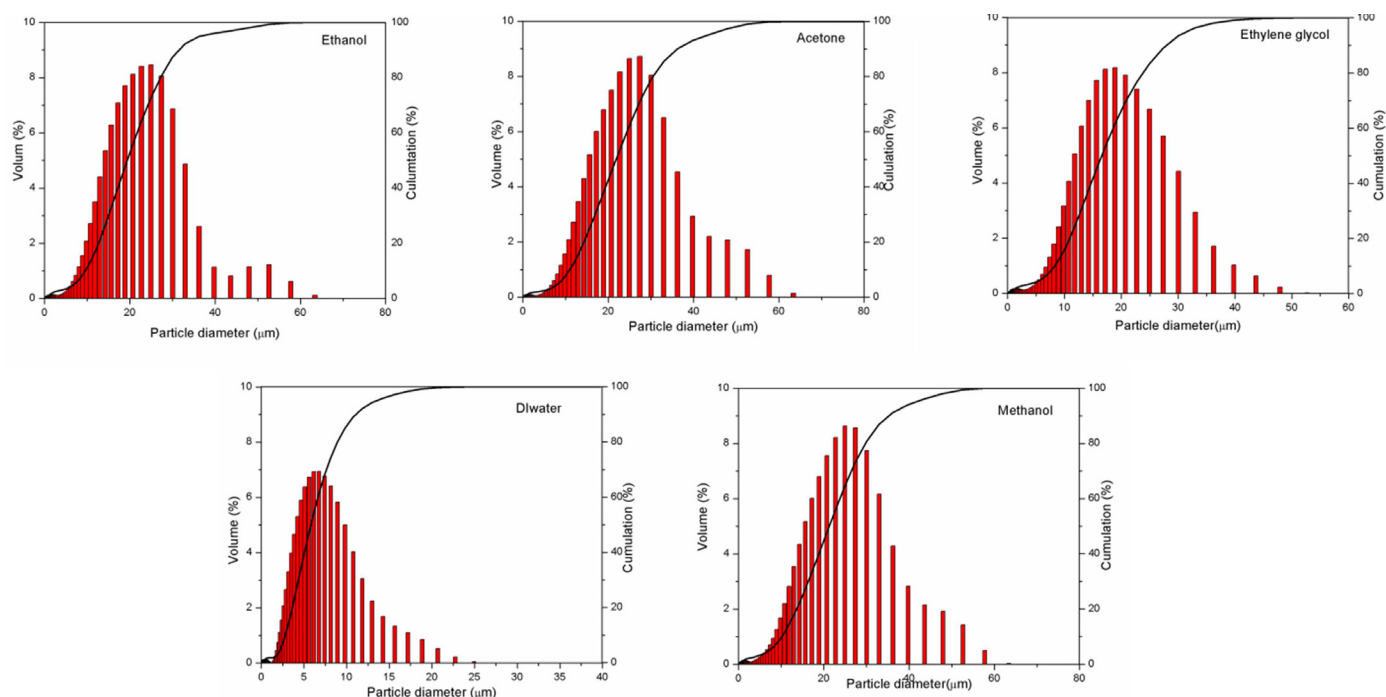 Ethanol
Volum (%)
10
8
6
4
2
0
100
80
60
40
20
0
Culumtation (%)
0 20 40 60 80
Particle diameter (μm)
Acetone
Volume (%)
10
8
6
4
2
0
100
80
60
40
20
0
Cululation (%)
0 10 20 30 40 50 60 70 80
Particle diameter (μm)
Ethylene glycol
Volume (%)
10
8
6
4
2
0
100
80
60
40
20
0
Cumulation (%)
0 10 20 30 40 50 60
Particle diameter(μm)
DIwater
Volume (%)
10
8
6
4
2
0
100
80
60
40
20
0
Cumulation (%)
0 5 10 15 20 25 30 35 40
Particle diameter(μm)
Methanol
Volume (%)
10
8
6
4
2
0
100
80
60
40
20
0
Cumulation (%)
0 20 40 60 80
Particle diameter(μm)